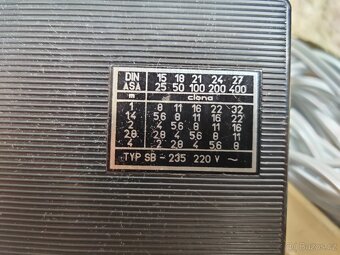 DIN 15 18 21 24 27
ASA 25 50 100 200 400
m clona
1 8 11 16 22 32
1.4 5.6 8 11 16 22
2 4 5.6 8 11 16
2.8 2.8 4 5.6 8 11
4 2 2.8 4 5.6 8
TYP SB - 235 220 V ~